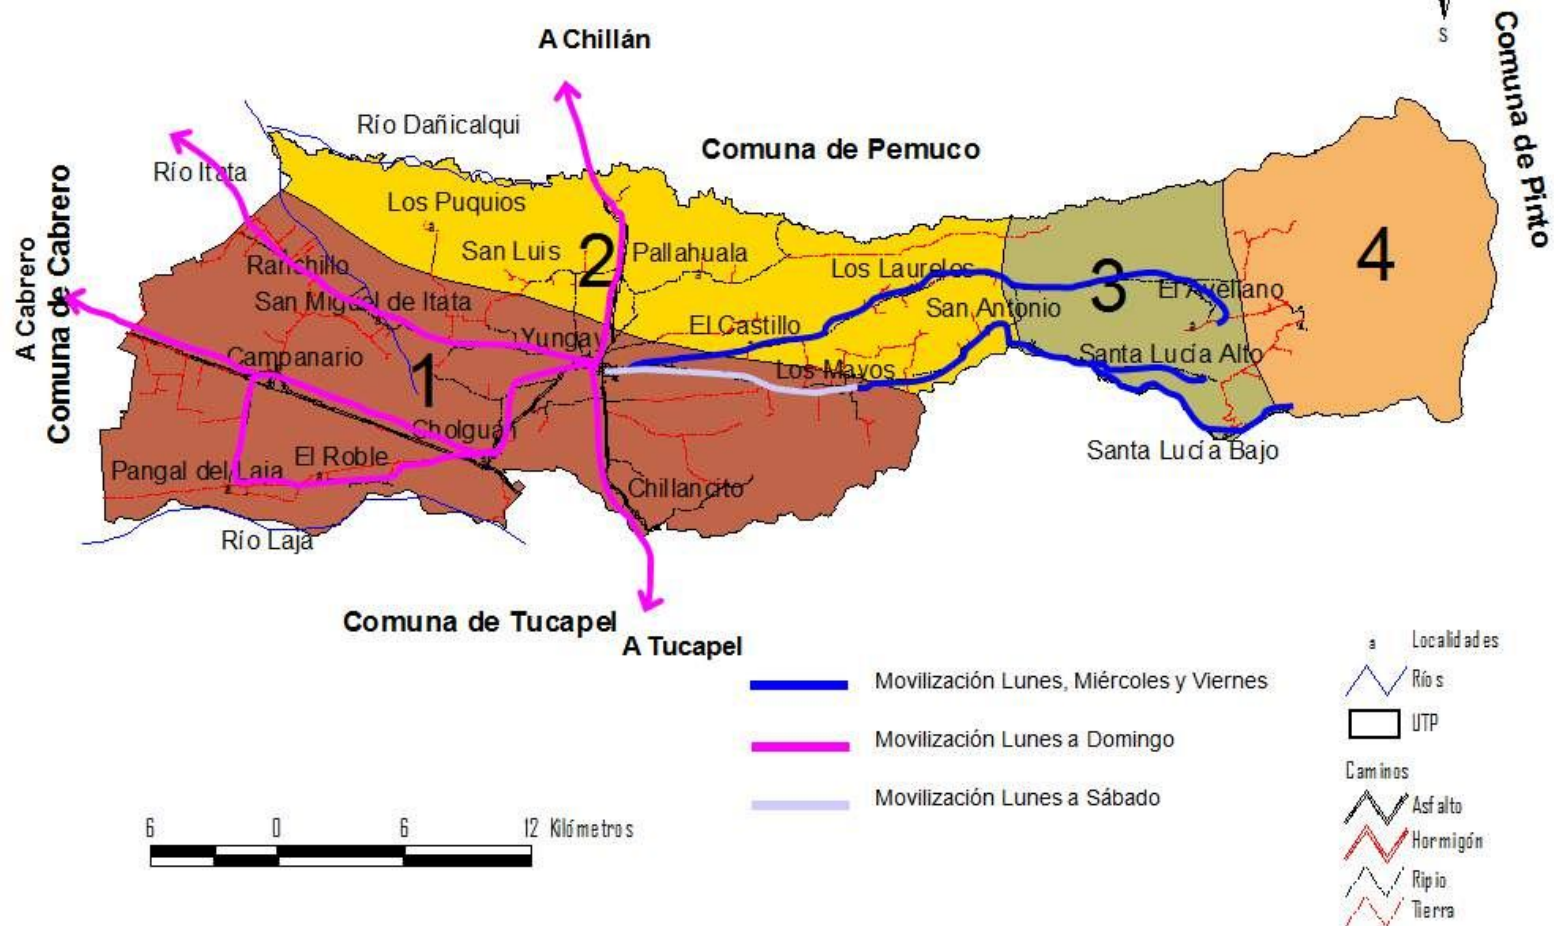 S
A Chillán
Comuna de Pinto
Río Dañicalqui
Comuna de Pemuco
Río Itata
Los Puquios
San Luis
2
Pallahuala
4
A Cabrero
Comuna de Cabrero
Ranchillo
Los Laureles
3
El Avellano
San Miguel de Itata
San Antonio
Yungay
El Castillo
Campanario
1
Los Mayos
Santa Lucía Alto
Cholguán
El Roble
Santa Lucía Bajo
Pangal del Laja
Chillancito
Río Laja
Comuna de Tucapel
A Tucapel
Movilización Lunes, Miércoles y Viernes
Movilización Lunes a Domingo
Movilización Lunes a Sábado
a Localidades
Ríos
UTP
Caminos
Asfalto
Hormigón
Ripio
Tierra
6 0 6 12 Kilómetros